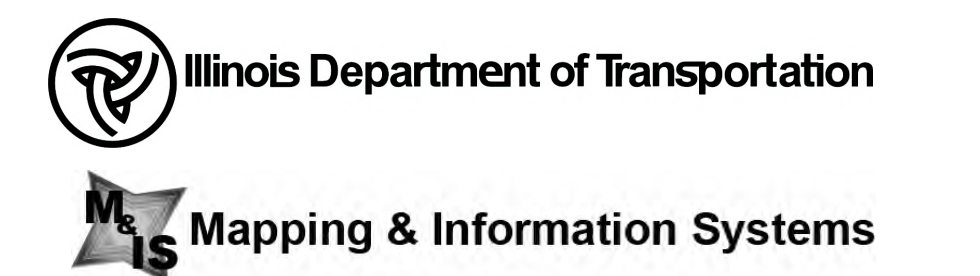 Illinois Department of Transportation
M&IS Mapping & Information Systems